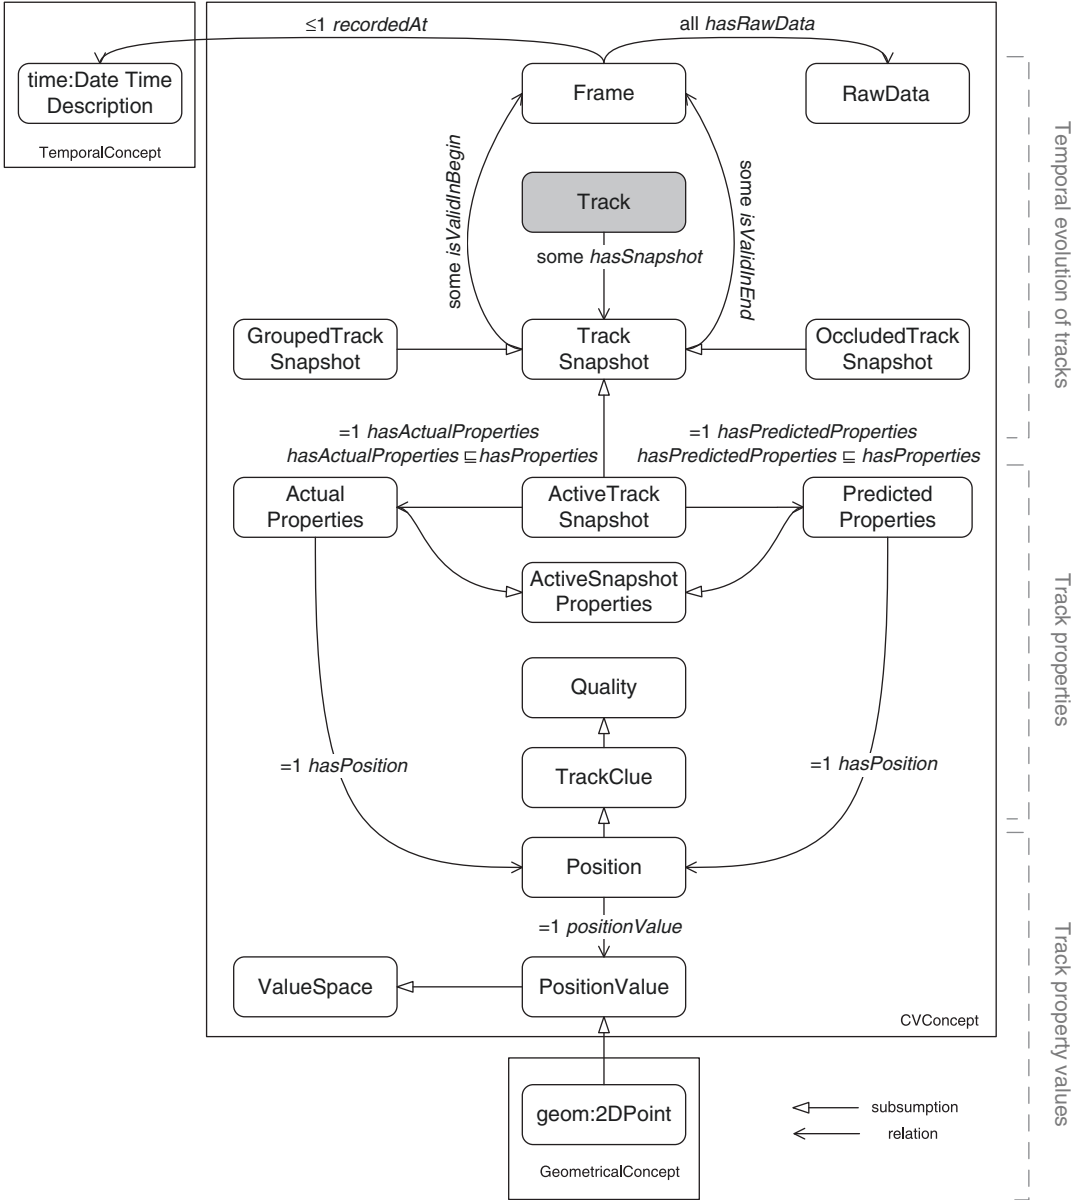 ≤1 recordedAt
all hasRawData
time:Date Time
Description
TemporalConcept
Frame
RawData
some isValidInBegin
Track
some isValidInEnd
some hasSnapshot
GroupedTrack
Snapshot
Track
Snapshot
OccludedTrack
Snapshot
Temporal evolution of tracks
=1 hasActualProperties
hasActualProperties ⊑ hasProperties
=1 hasPredictedProperties
hasPredictedProperties ⊑ hasProperties
Actual
Properties
ActiveTrack
Snapshot
Predicted
Properties
ActiveSnapshot
Properties
Quality
Track properties
=1 hasPosition
TrackClue
=1 hasPosition
Position
=1 positionValue
ValueSpace
PositionValue
CVConcept
Track property values
geom:2DPoint
GeometricalConcept
subsumption
relation